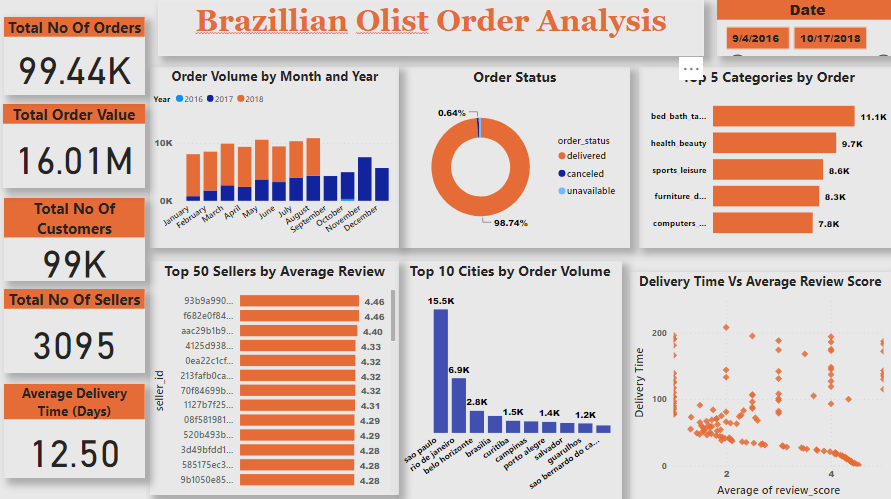 Brazillian Olist Order Analysis
Date
9/4/2016 10/17/2018
Total No Of Orders
99.44K
Total Order Value
16.01M
Total No Of
Customers
99K
Total No Of Sellers
3095
Average Delivery
Time (Days)
12.50
Order Volume by Month and Year
Year 2016 2017 2018
10K
0K
January
February
March
April
May
June
July
August
September
October
November
December
Order Status
0.64%
98.74%
order_status
delivered
canceled
unavailable
...
Top 5 Categories by Order
bed bath ta... 11.1K
health beauty 9.7K
sports leisure 8.6K
furniture d... 8.3K
computers_... 7.8K
Top 50 Sellers by Average Review
seller_id
93b9a990... 4.46
f682e0f84... 4.46
aac29b1b9... 4.40
4125d938... 4.33
0ea22c1cf... 4.32
213fafb0ca... 4.32
70f84699b... 4.32
1127b7f25... 4.31
08f581981... 4.29
520b493b... 4.29
3d49bfdd1... 4.28
585175ec3... 4.28
9b1050e85... 4.28
Top 10 Cities by Order Volume
15.5K
6.9K
2.8K
1.5K
1.4K
1.2K
sao paulo
rio de janeiro
belo horizonte
brasilia
curitiba
campinas
porto alegre
salvador
guarulhos
sao bernardo do ca...
Delivery Time Vs Average Review Score
Delivery Time
200
100
0
2 4
Average of review_score